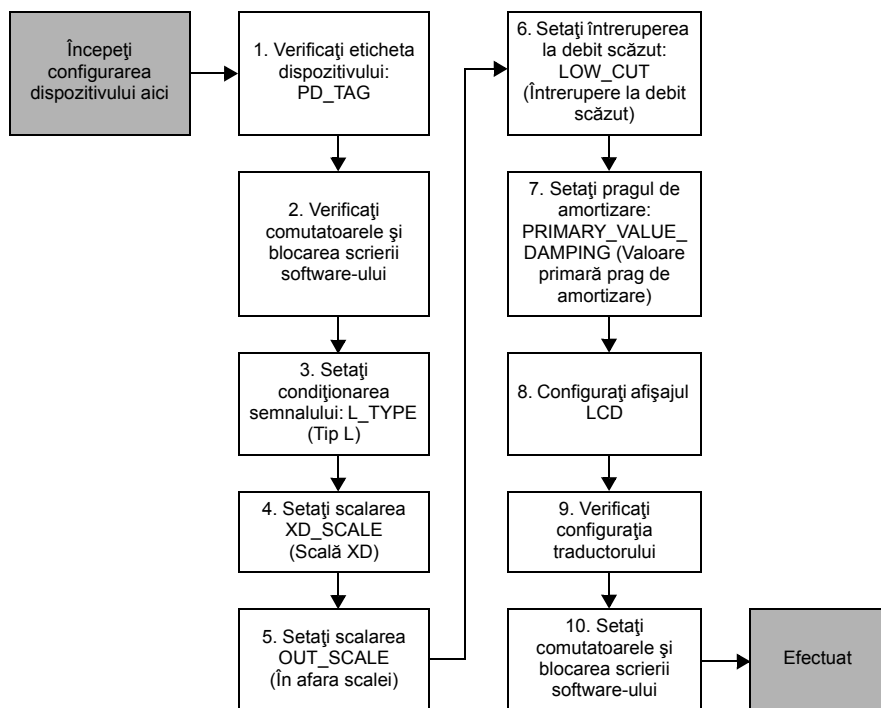 Începeţi
configurarea
dispozitivului aici
1. Verificaţi eticheta
dispozitivului:
PD_TAG
2. Verificaţi
comutatoarele şi
blocarea scrierii
software-ului
3. Setaţi
condiţionarea
semnalului: L_TYPE
(Tip L)
4. Setaţi scalarea
XD_SCALE
(Scală XD)
5. Setaţi scalarea
OUT_SCALE
(În afara scalei)
6. Setaţi întreruperea
la debit scăzut:
LOW_CUT
(Întrerupere la debit
scăzut)
7. Setaţi pragul de
amortizare:
PRIMARY_VALUE_
DAMPING (Valoare
primară prag de
amortizare)
8. Configuraţi afişajul
LCD
9. Verificaţi
configuraţia
traductorului
10. Setaţi
comutatoarele şi
blocarea scrierii
software-ului
Efectuat